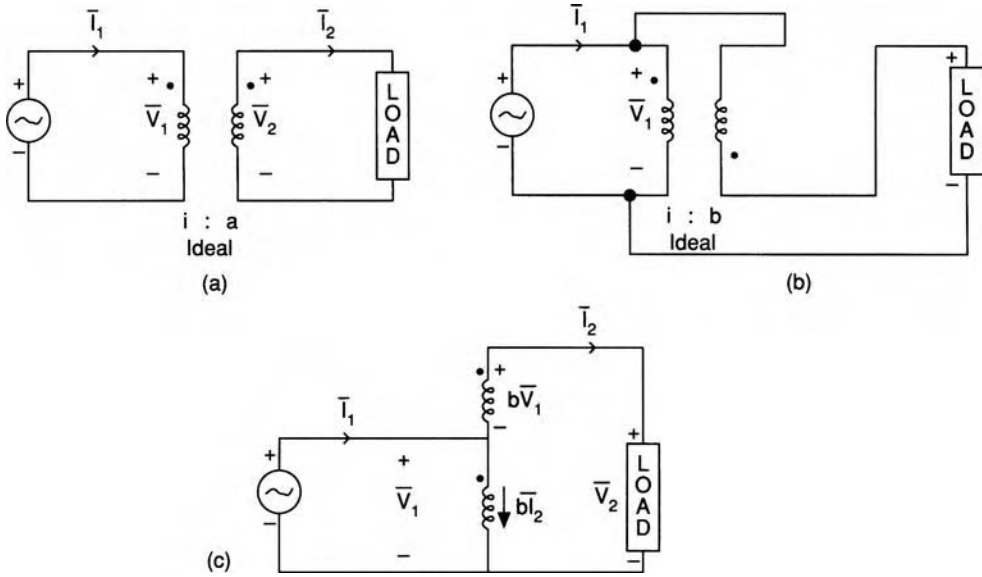 Ī₁
+
−
+
V̄₁
−
+
V̄₂
−
Ī₂
LOAD
i : a
Ideal
(a)
Ī₁
+
−
+
V̄₁
−
+
LOAD
−
i : b
Ideal
(b)
Ī₂
+
bV̄₁
−
Ī₁
+
−
+
V̄₁
−
bĪ₂
+
V̄₂
−
LOAD
(c)